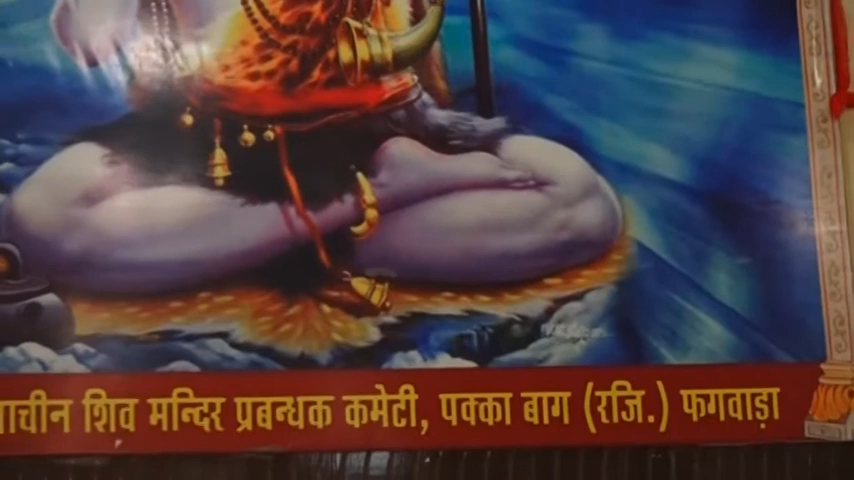 शिव मन्दिर प्रबन्धक कमेटी, पक्का बाग (रजि.) फगवाड़ा